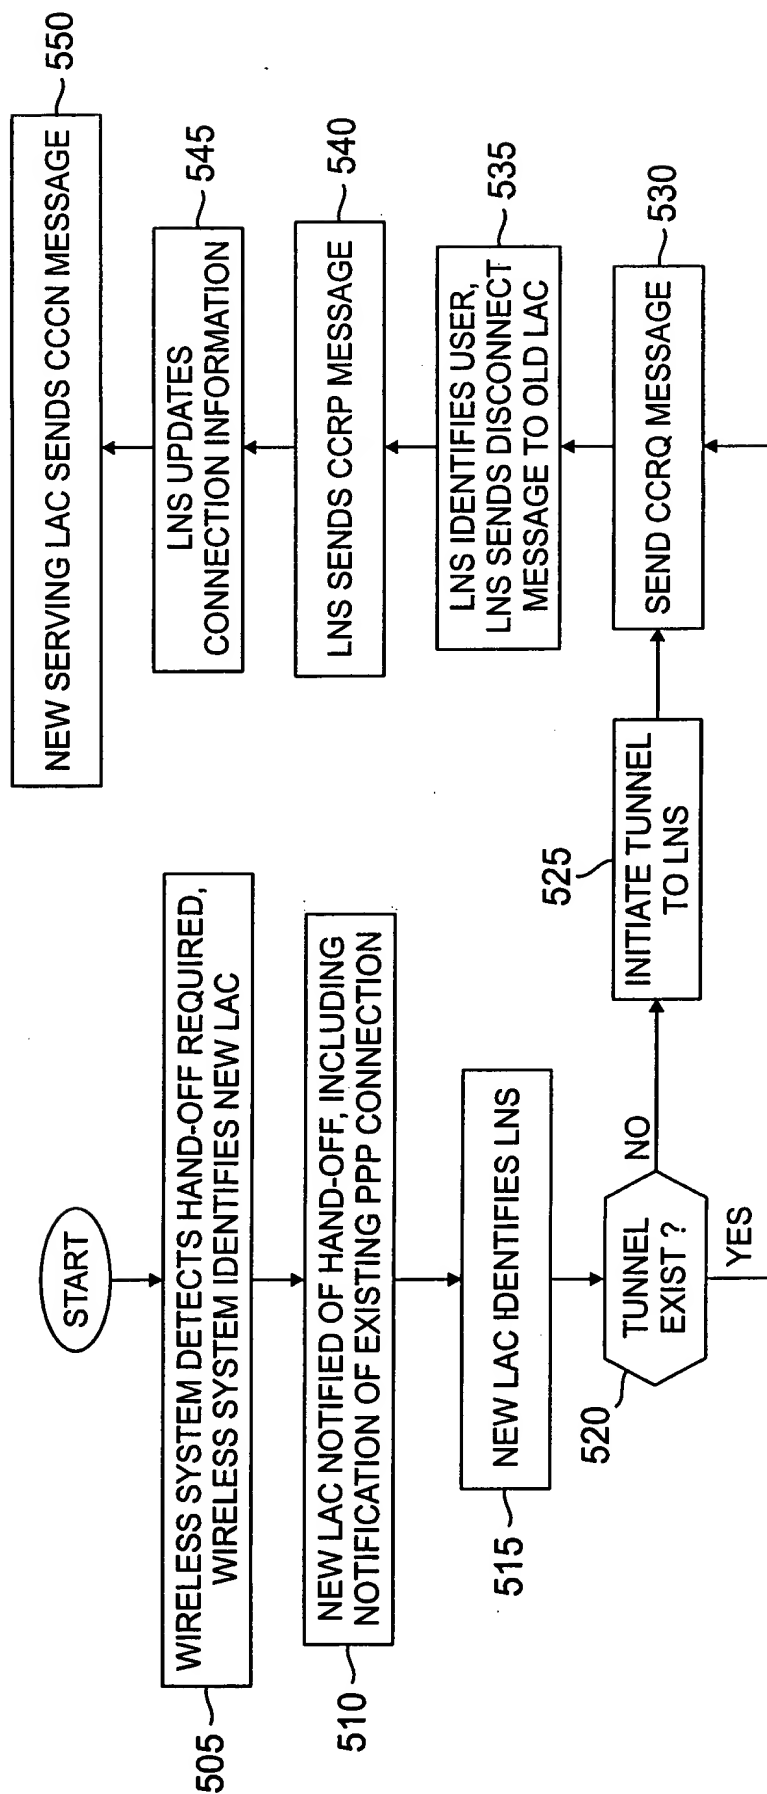 START
WIRELESS SYSTEM DETECTS HAND-OFF REQUIRED,
WIRELESS SYSTEM IDENTIFIES NEW LAC
505
NEW LAC NOTIFIED OF HAND-OFF, INCLUDING
NOTIFICATION OF EXISTING PPP CONNECTION
510
NEW LAC IDENTIFIES LNS
515
TUNNEL
EXIST ?
520
NO
YES
INITIATE TUNNEL
TO LNS
525
SEND CCRQ MESSAGE
530
LNS IDENTIFIES USER,
LNS SENDS DISCONNECT
MESSAGE TO OLD LAC
535
LNS SENDS CCRP MESSAGE
540
LNS UPDATES
CONNECTION INFORMATION
545
NEW SERVING LAC SENDS CCCN MESSAGE
550